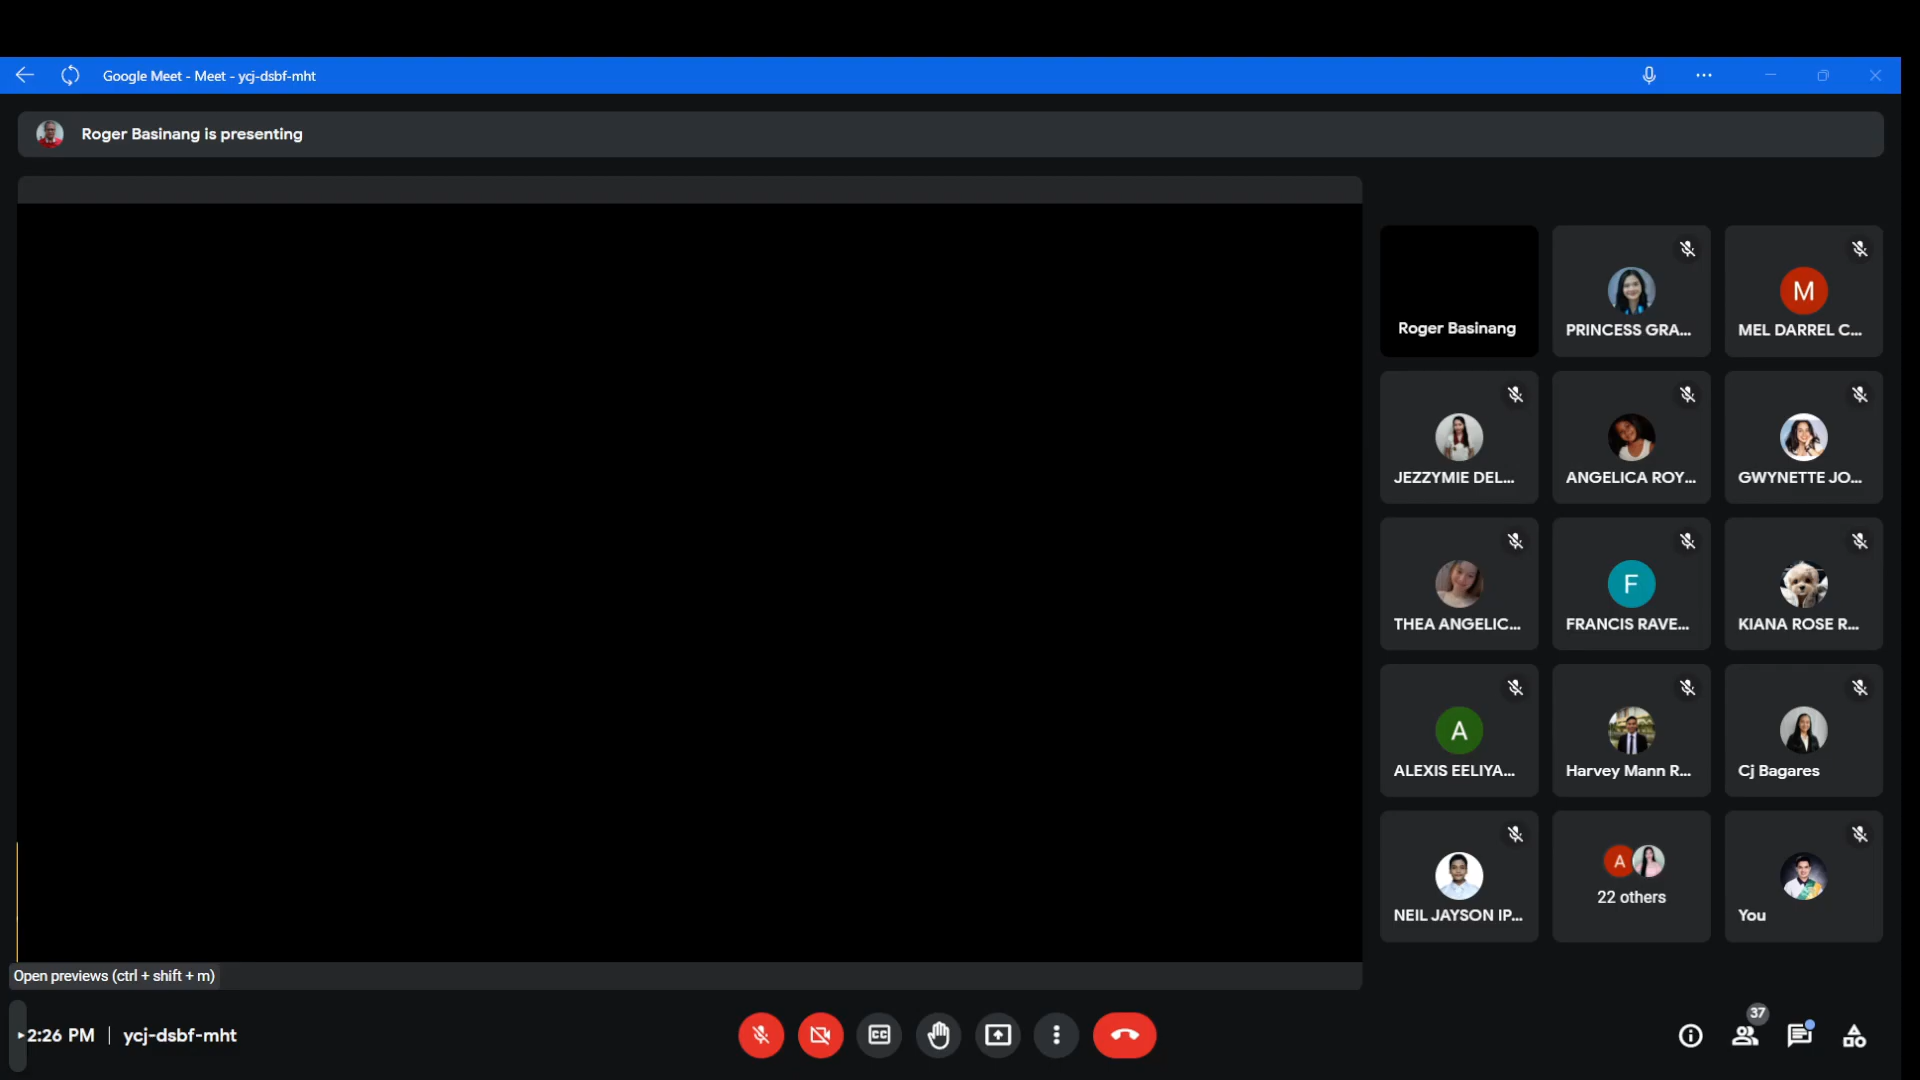 Google Meet - Meet - ycj-dsbf-mht
Roger Basinang is presenting
Roger Basinang
PRINCESS GRA...
M
MEL DARREL C...
JEZZYMIE DEL...
ANGELICA ROY...
GWYNETTE JO...
THEA ANGELIC...
F
FRANCIS RAVE...
KIANA ROSE R...
A
ALEXIS EELIYA...
Harvey Mann R...
Cj Bagares
NEIL JAYSON IP...
A
22 others
You
Open previews (ctrl + shift + m)
2:26 PM | ycj-dsbf-mht
CC
37